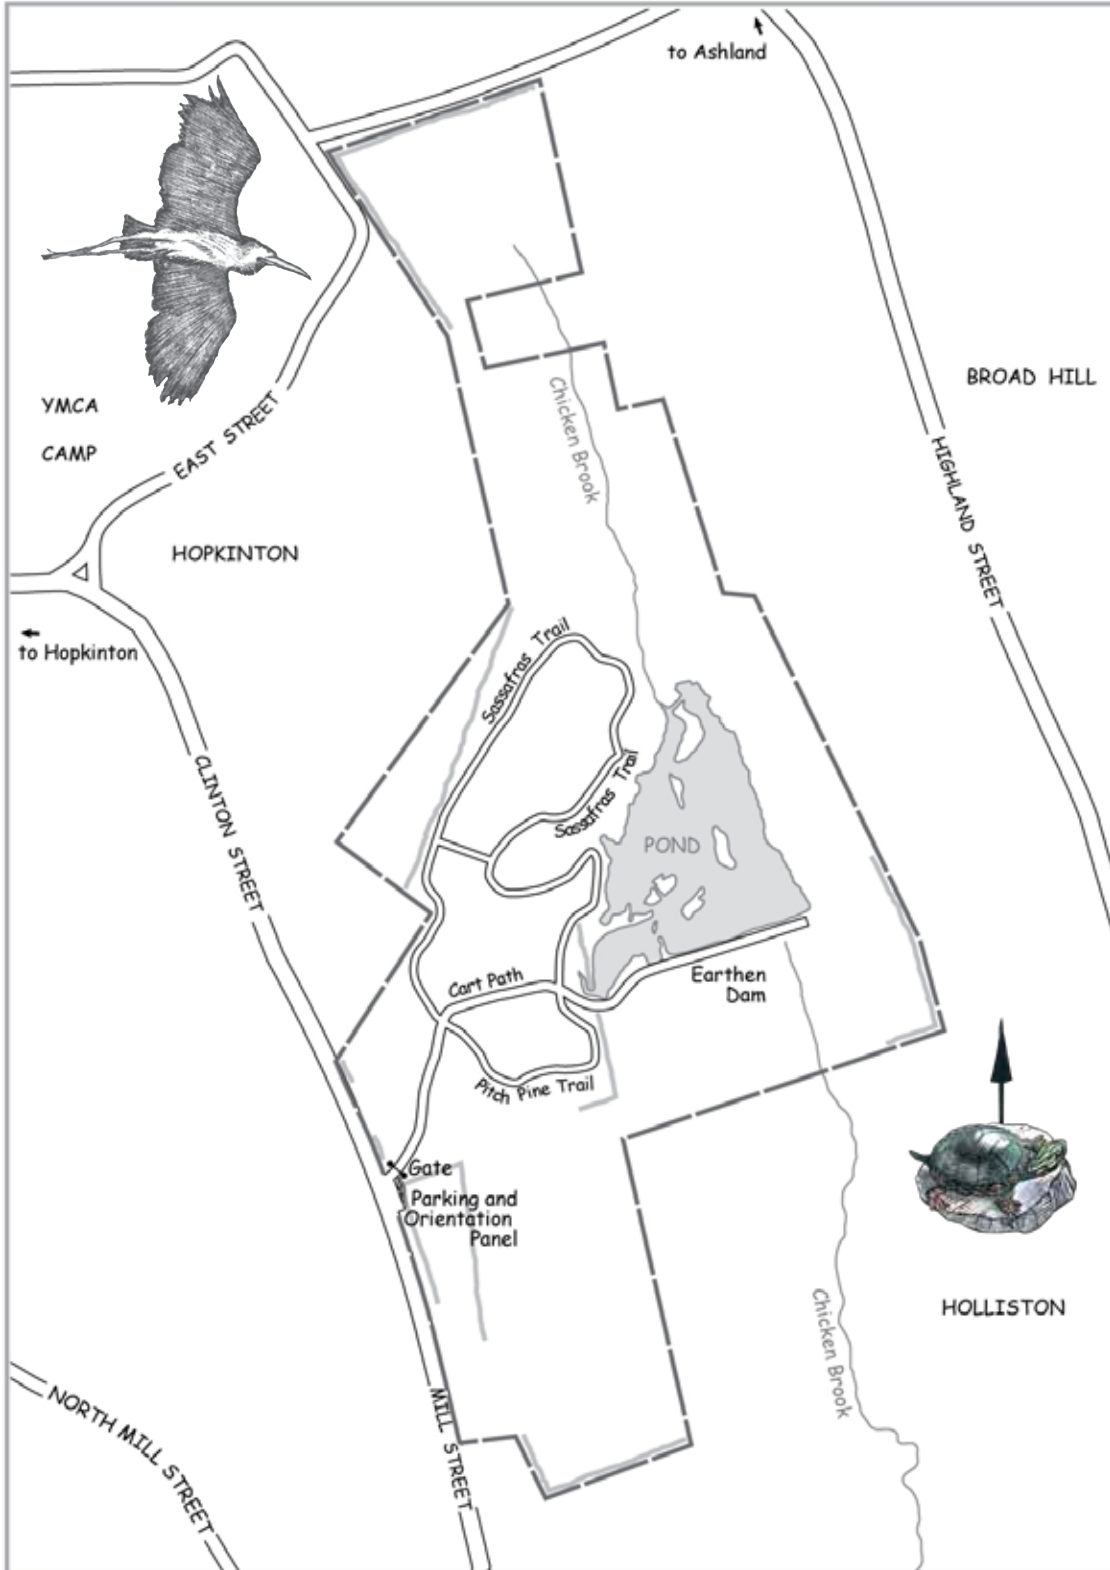 to Ashland
BROAD HILL
YMCA
CAMP
EAST STREET
Chicken Brook
HIGHLAND STREET
HOPKINTON
to Hopkinton
Sassafras Trail
CLINTON STREET
Sassafras Trail
POND
Cart Path
Earthen
Dam
Pitch Pine Trail
Gate
Parking and
Orientation
Panel
HOLLISTON
Chicken Brook
MILL STREET
NORTH MILL STREET